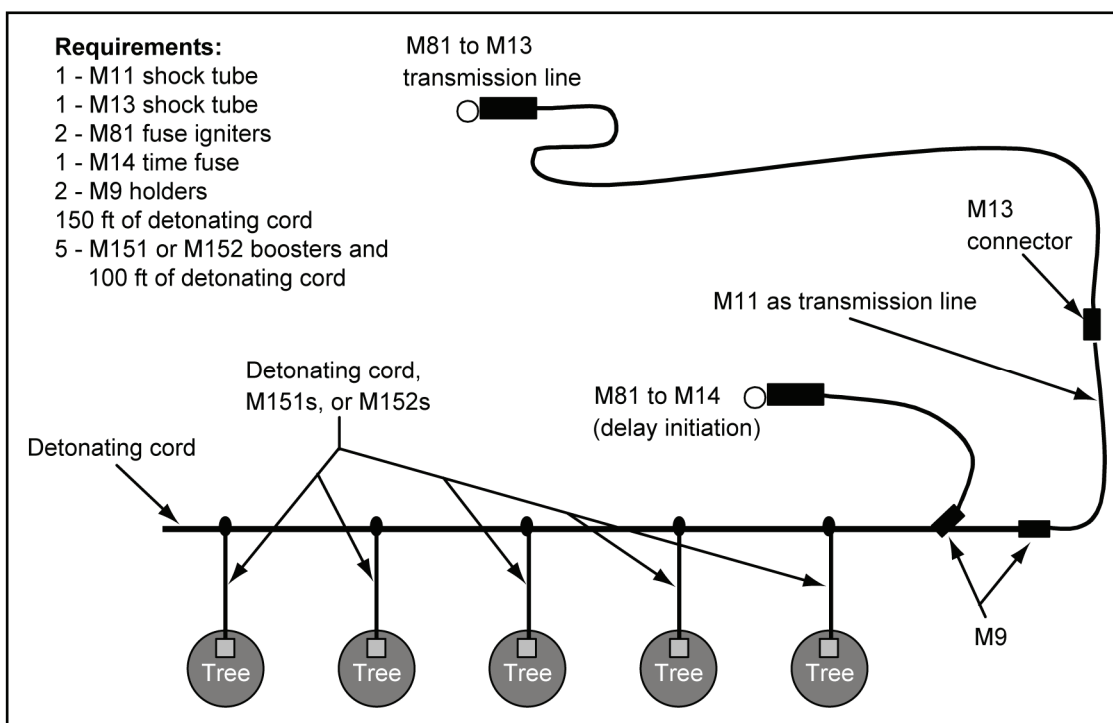 Requirements:
1 - M11 shock tube
1 - M13 shock tube
2 - M81 fuse igniters
1 - M14 time fuse
2 - M9 holders
150 ft of detonating cord
5 - M151 or M152 boosters and
100 ft of detonating cord
M81 to M13
transmission line
M13
connector
M11 as transmission line
Detonating cord,
M151s, or M152s
M81 to M14
(delay initiation)
Detonating cord
M9
Tree
Tree
Tree
Tree
Tree